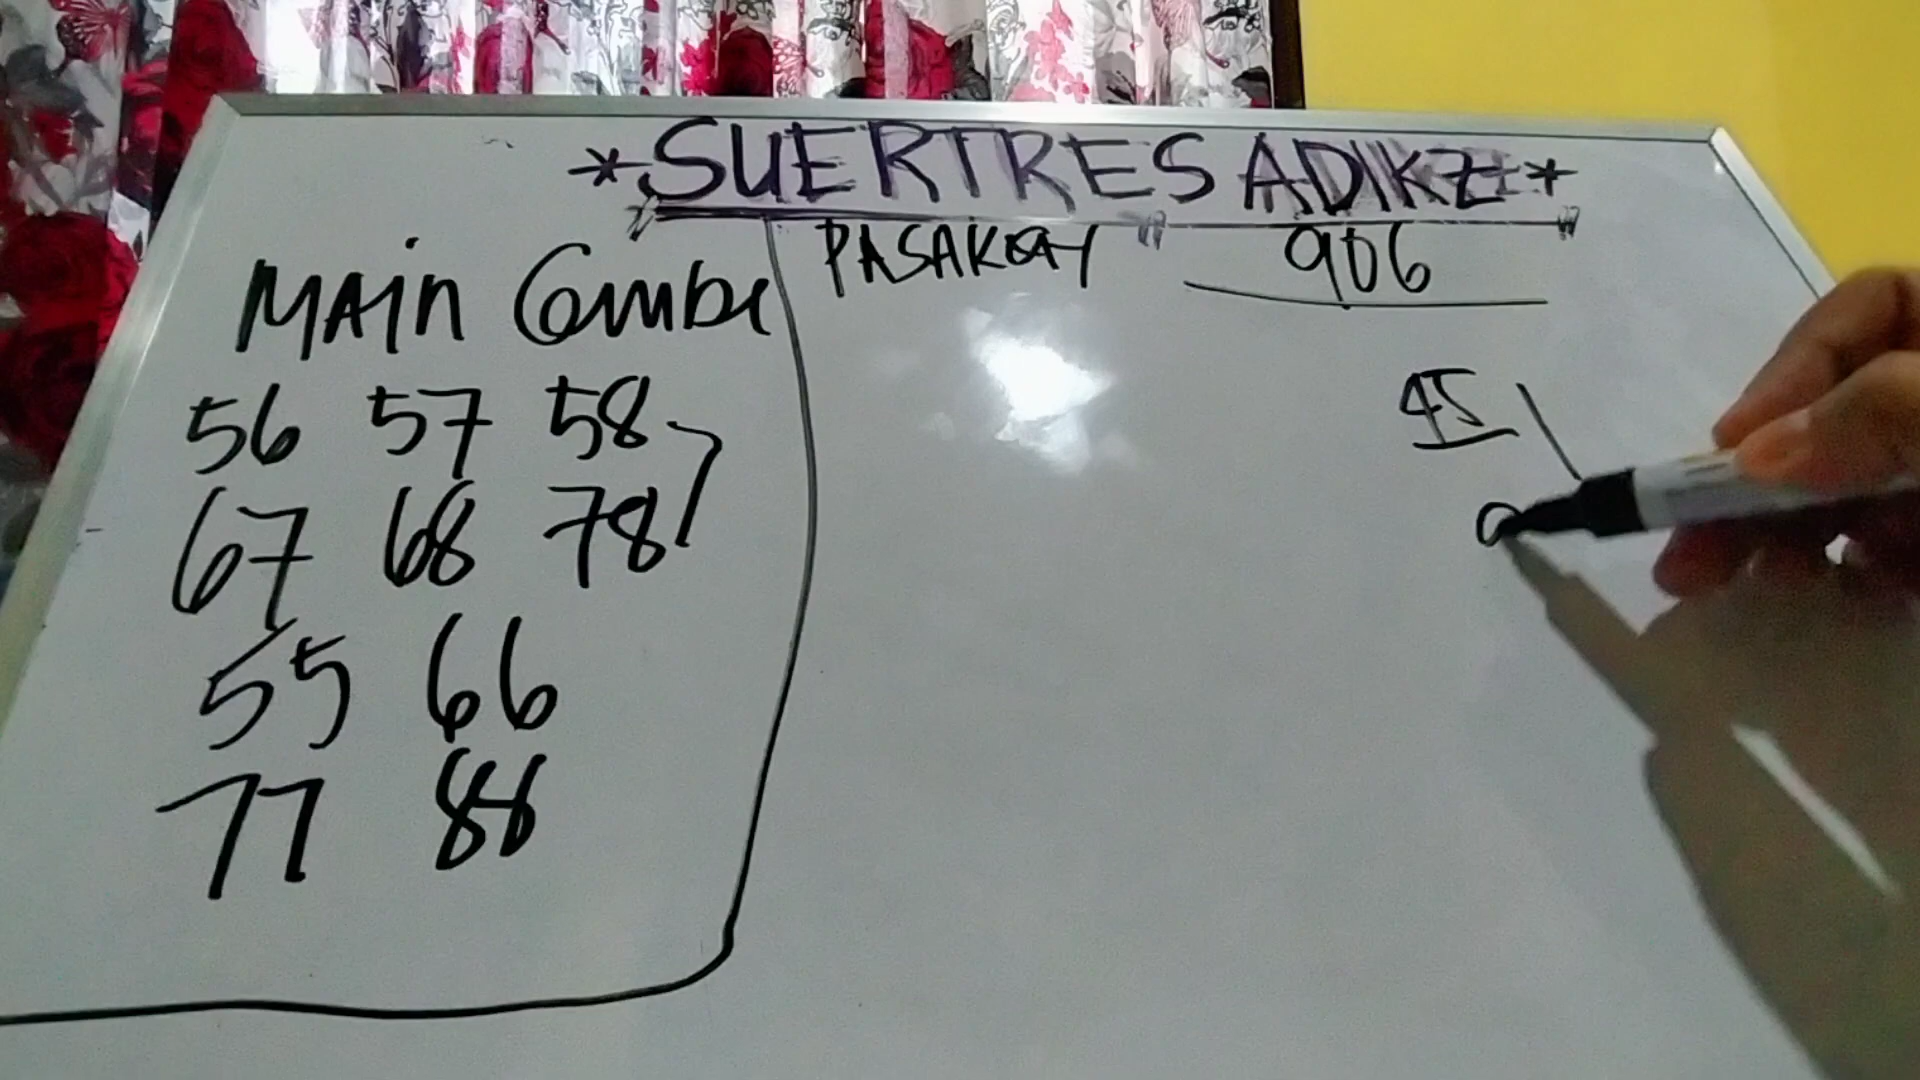 *SUERTRES ADIKZ*
PASAKAY 906
MAin Combi
56 57 58
67 68 78
55 66
77 88
45